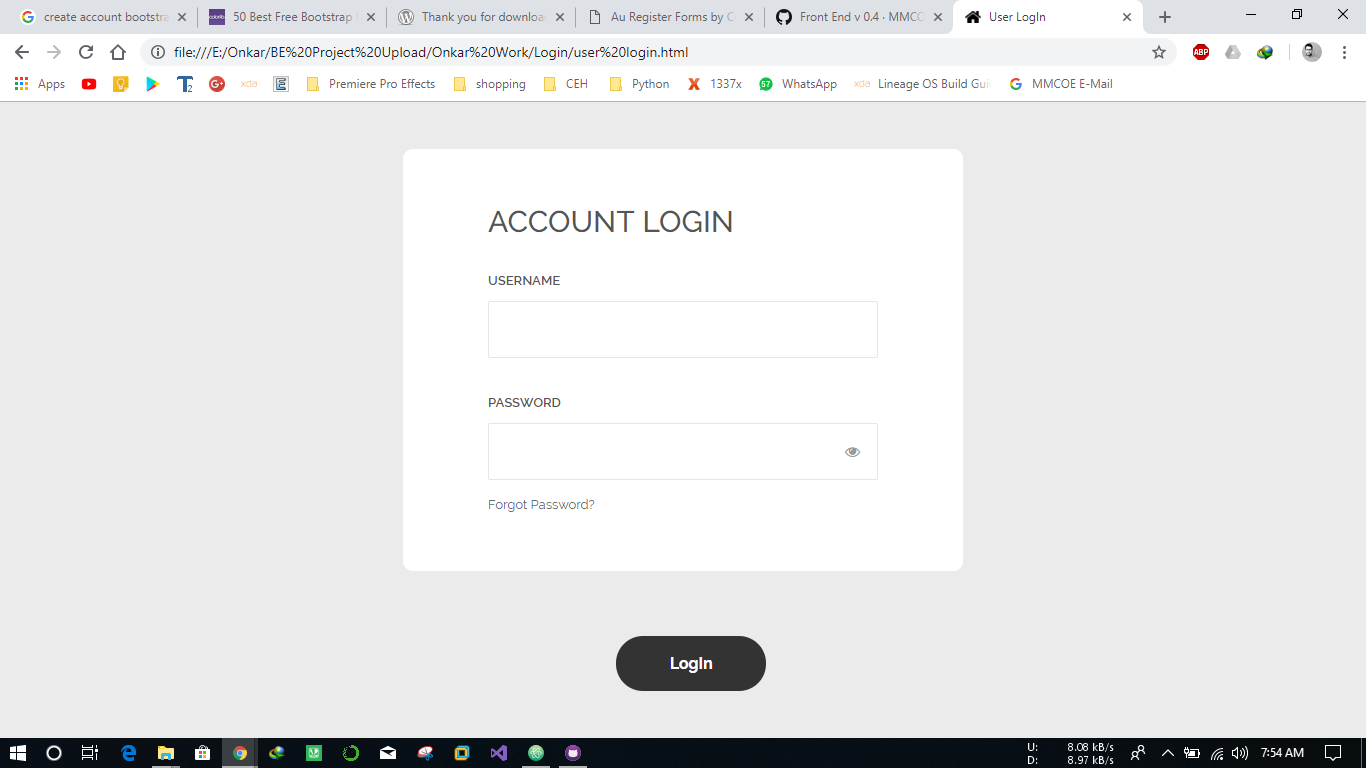 create account bootstra
50 Best Free Bootstrap
Thank you for downloa
Au Register Forms by C
Front End v 0.4 · MMCC
User LogIn
file:///E:/Onkar/BE%20Project%20Upload/Onkar%20Work/Login/user%20login.html
ABP
Apps
Premiere Pro Effects
shopping
CEH
Python
1337x
57
WhatsApp
xda
Lineage OS Build Gui
MMCOE E-Mail
ACCOUNT LOGIN
USERNAME
PASSWORD
Forgot Password?
LogIn
U: 8.08 kB/s
D: 8.97 kB/s
7:54 AM